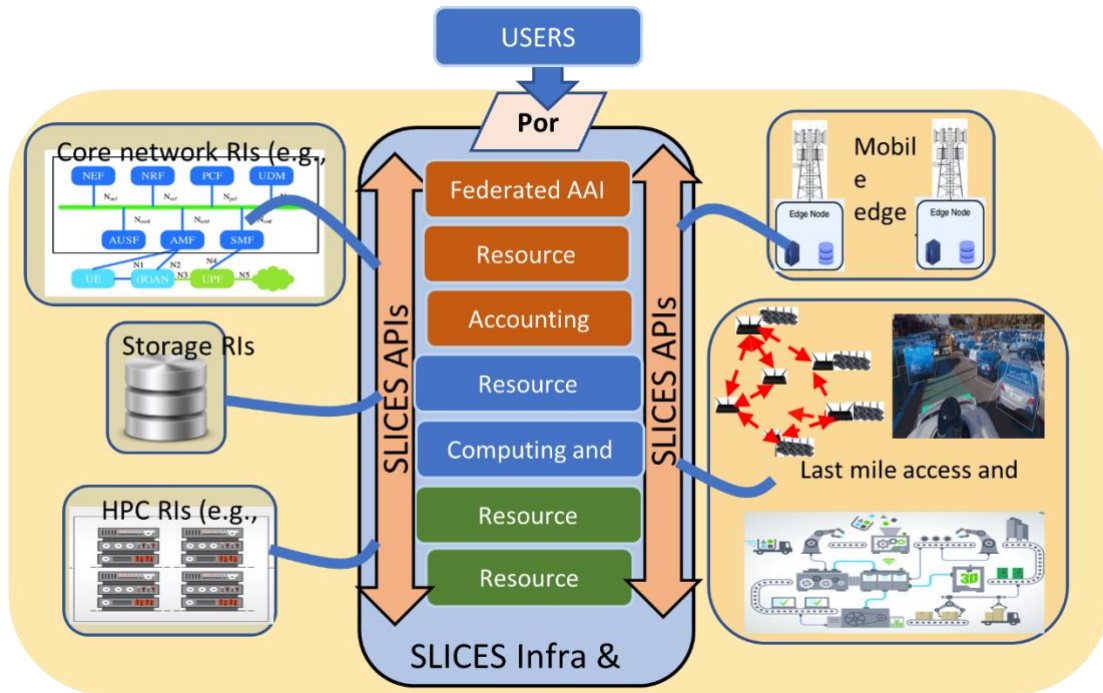 USERS
Por
Core network RIs (e.g.,
NEF
NRF
PCF
UDM
AUSF
AMF
SMF
N1
N2
N4
UE
(R)AN
N3
UPF
N5
Storage RIs
HPC RIs (e.g.,
SLICES APIs
Federated AAI
Resource
Accounting
Resource
Computing and
Resource
Resource
SLICES APIs
SLICES Infra &
Mobil
e
edge
Edge Node
Edge Node
Last mile access and
3D